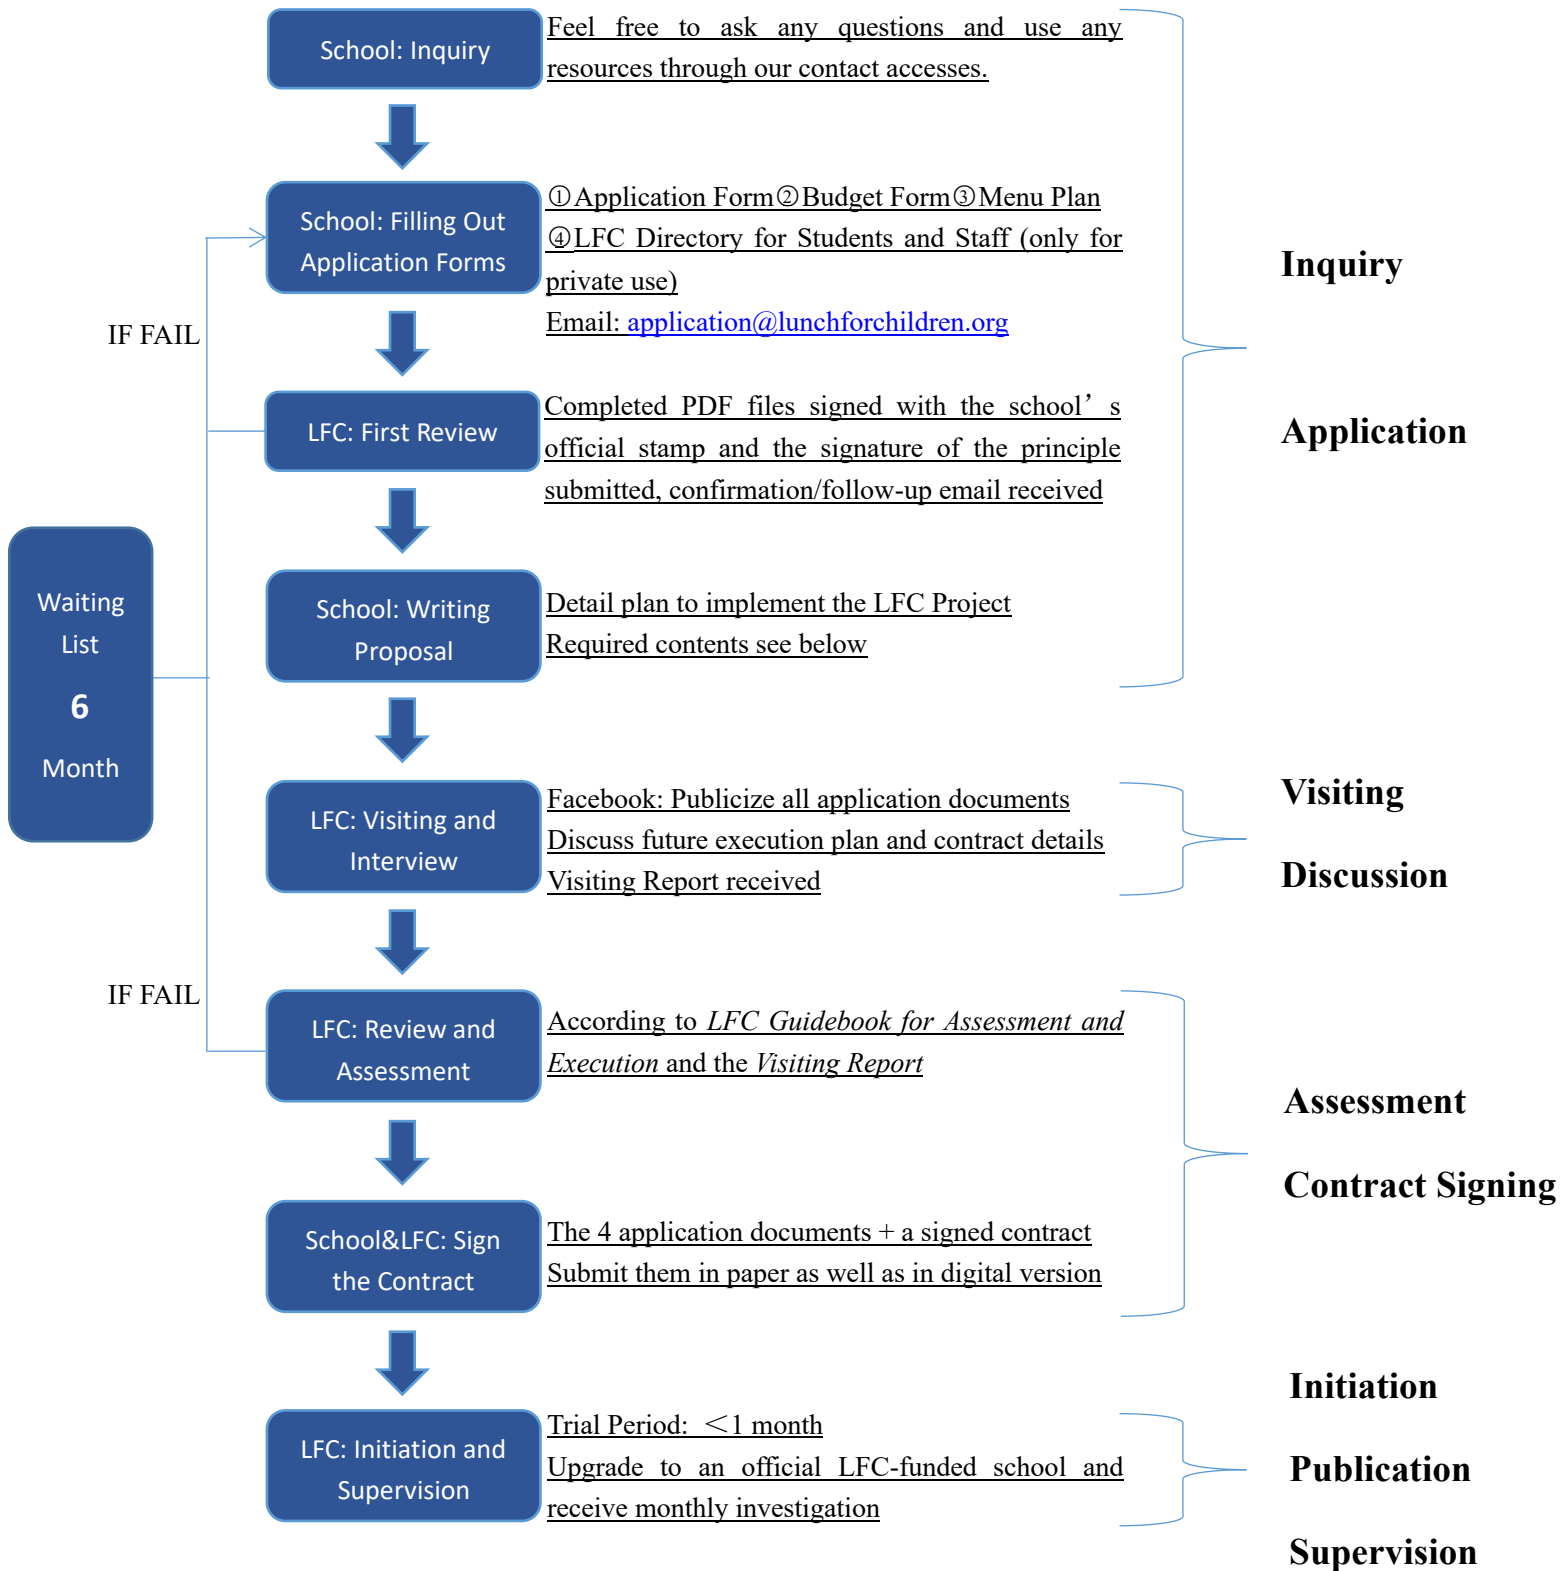 School: Inquiry
Feel free to ask any questions and use any
resources through our contact accesses.
School: Filling Out
Application Forms
①Application Form②Budget Form③Menu Plan
④LFC Directory for Students and Staff (only for
private use)
Email: application@lunchforchildren.org
Inquiry
IF FAIL
LFC: First Review
Completed PDF files signed with the school’s
official stamp and the signature of the principle
submitted, confirmation/follow-up email received
Application
Waiting
List
6
Month
School: Writing
Proposal
Detail plan to implement the LFC Project
Required contents see below
LFC: Visiting and
Interview
Facebook: Publicize all application documents
Discuss future execution plan and contract details
Visiting Report received
Visiting
Discussion
IF FAIL
LFC: Review and
Assessment
According to LFC Guidebook for Assessment and
Execution and the Visiting Report
Assessment
Contract Signing
School&LFC: Sign
the Contract
The 4 application documents + a signed contract
Submit them in paper as well as in digital version
LFC: Initiation and
Supervision
Trial Period: ＜1 month
Upgrade to an official LFC-funded school and
receive monthly investigation
Initiation
Publication
Supervision